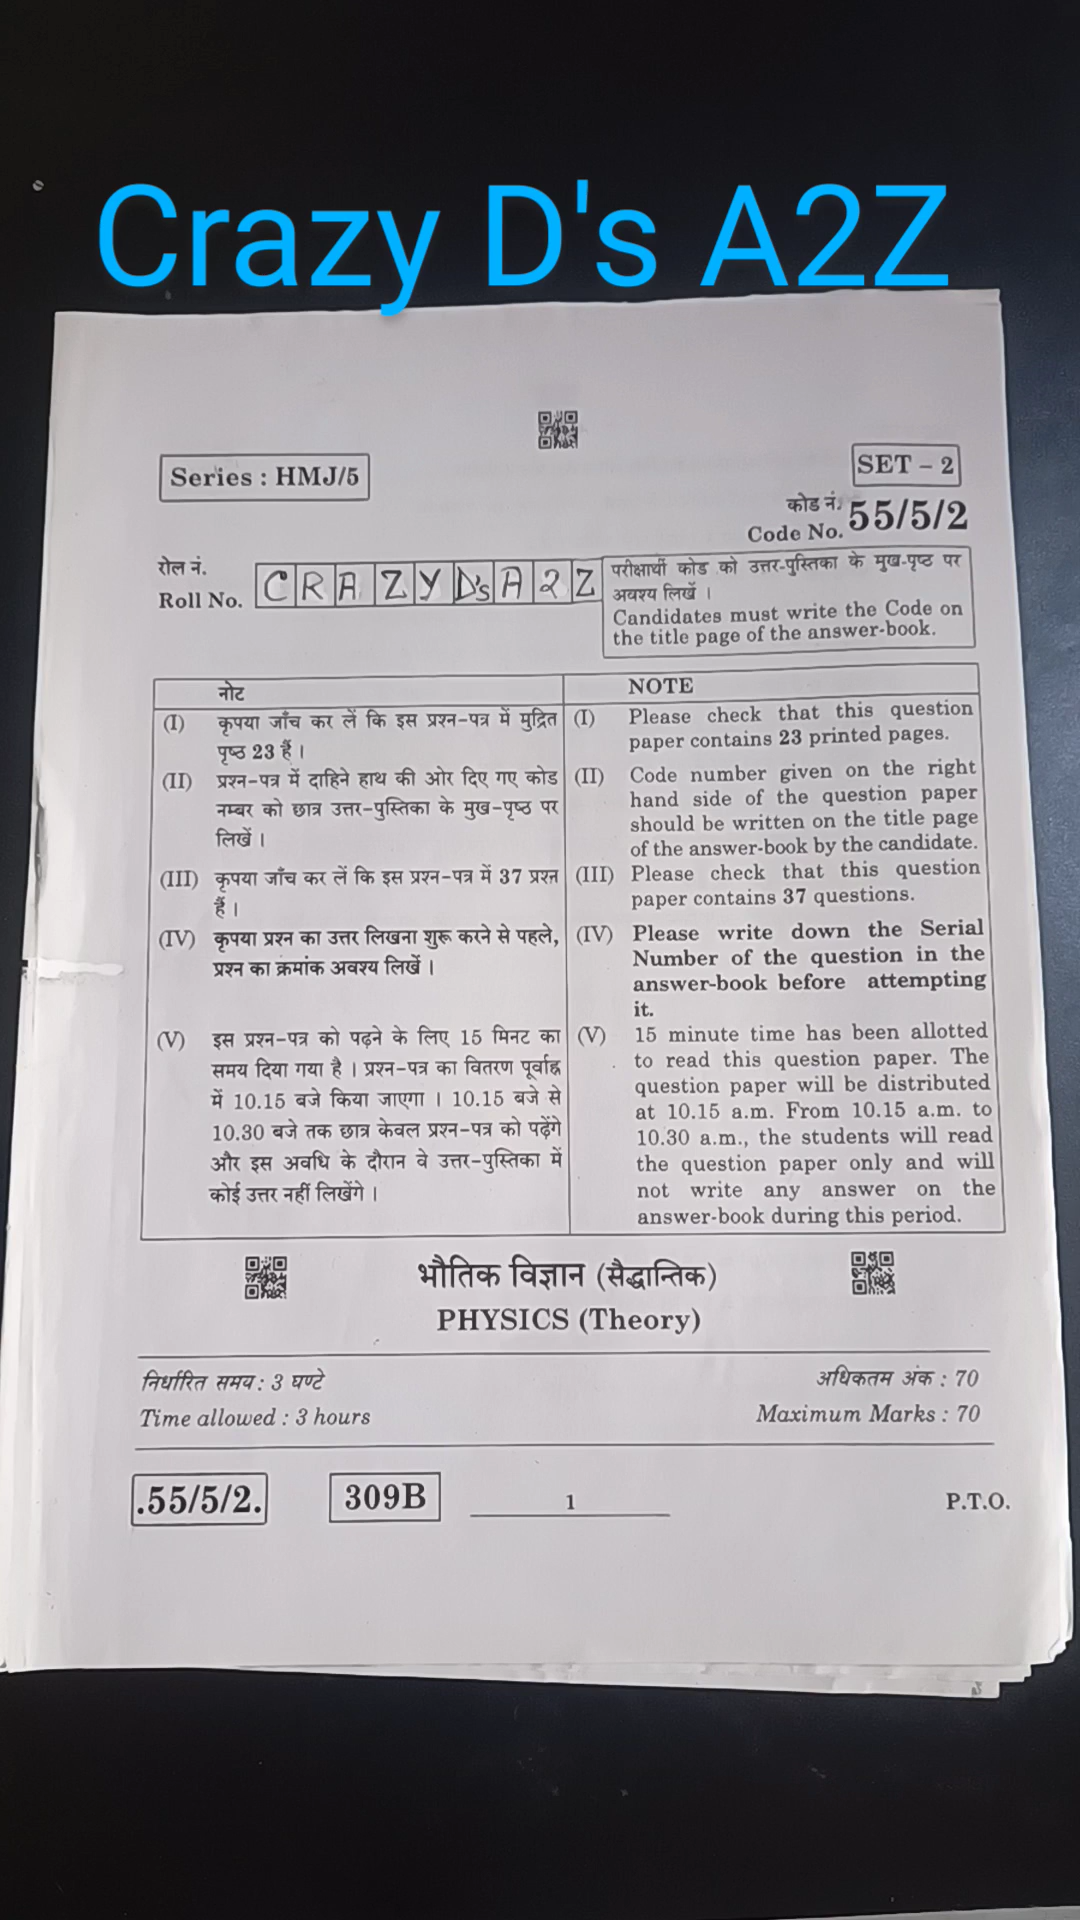 Crazy D's A2Z
Series : HMJ/5
SET – 2
कोड नं.
Code No. 55/5/2
रोल नं.
Roll No. CRAZYD'sA2Z
परीक्षार्थी कोड को उत्तर-पुस्तिका के मुख-पृष्ठ पर
अवश्य लिखें ।
Candidates must write the Code on
the title page of the answer-book.
नोट
(I) कृपया जाँच कर लें कि इस प्रश्न-पत्र में मुद्रित
पृष्ठ 23 हैं ।
(II) प्रश्न-पत्र में दाहिने हाथ की ओर दिए गए कोड
नम्बर को छात्र उत्तर-पुस्तिका के मुख-पृष्ठ पर
लिखें ।
(III) कृपया जाँच कर लें कि इस प्रश्न-पत्र में 37 प्रश्न
हैं ।
(IV) कृपया प्रश्न का उत्तर लिखना शुरू करने से पहले,
प्रश्न का क्रमांक अवश्य लिखें ।
(V) इस प्रश्न-पत्र को पढ़ने के लिए 15 मिनट का
समय दिया गया है । प्रश्न-पत्र का वितरण पूर्वाह्न
में 10.15 बजे किया जाएगा । 10.15 बजे से
10.30 बजे तक छात्र केवल प्रश्न-पत्र को पढ़ेंगे
और इस अवधि के दौरान वे उत्तर-पुस्तिका में
कोई उत्तर नहीं लिखेंगे ।
NOTE
(I) Please check that this question
paper contains 23 printed pages.
(II) Code number given on the right
hand side of the question paper
should be written on the title page
of the answer-book by the candidate.
(III) Please check that this question
paper contains 37 questions.
(IV) Please write down the Serial
Number of the question in the
answer-book before attempting
it.
(V) 15 minute time has been allotted
to read this question paper. The
question paper will be distributed
at 10.15 a.m. From 10.15 a.m. to
10.30 a.m., the students will read
the question paper only and will
not write any answer on the
answer-book during this period.
भौतिक विज्ञान (सैद्धान्तिक)
PHYSICS (Theory)
निर्धारित समय : 3 घण्टे
अधिकतम अंक : 70
Time allowed : 3 hours
Maximum Marks : 70
.55/5/2.
309B
1
P.T.O.